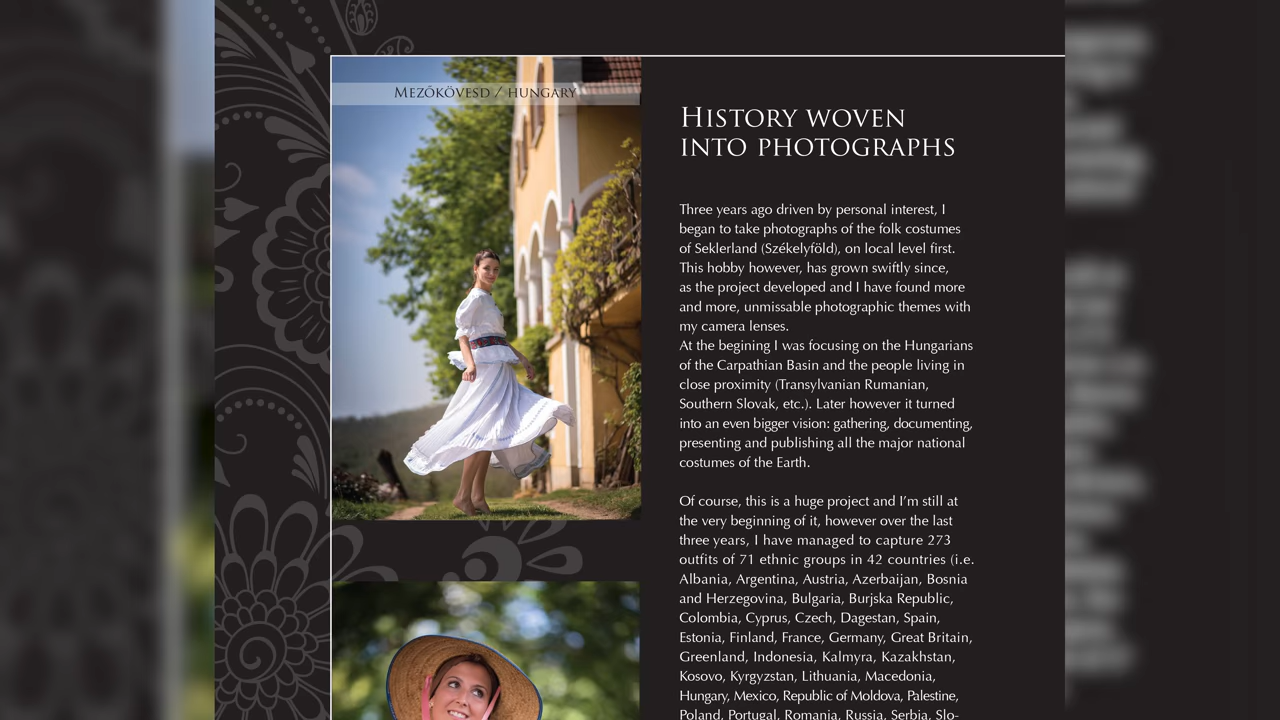 MEZŐKÖVESD / HUNGARY
HISTORY WOVEN
INTO PHOTOGRAPHS
Three years ago driven by personal interest, I
began to take photographs of the folk costumes
of Seklerland (Székelyföld), on local level first.
This hobby however, has grown swiftly since,
as the project developed and I have found more
and more, unmissable photographic themes with
my camera lenses.
At the begining I was focusing on the Hungarians
of the Carpathian Basin and the people living in
close proximity (Transylvanian Rumanian,
Southern Slovak, etc.). Later however it turned
into an even bigger vision: gathering, documenting,
presenting and publishing all the major national
costumes of the Earth.
Of course, this is a huge project and I'm still at
the very beginning of it, however over the last
three years, I have managed to capture 273
outfits of 71 ethnic groups in 42 countries (i.e.
Albania, Argentina, Austria, Azerbaijan, Bosnia
and Herzegovina, Bulgaria, Burjska Republic,
Colombia, Cyprus, Czech, Dagestan, Spain,
Estonia, Finland, France, Germany, Great Britain,
Greenland, Indonesia, Kalmyra, Kazakhstan,
Kosovo, Kyrgyzstan, Lithuania, Macedonia,
Hungary, Mexico, Republic of Moldova, Palestine,
Poland, Portugal, Romania, Russia, Serbia, Slo-